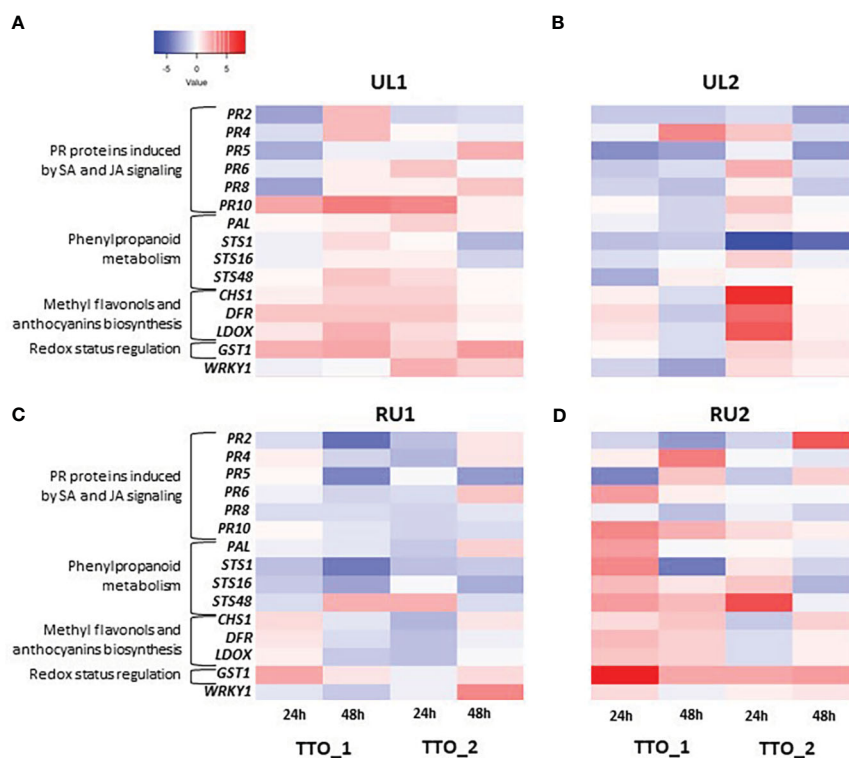 A
B
-5 0 5
Value
UL1
UL2
PR2
PR4
PR5
PR6
PR8
PR10
PAL
STS1
STS16
STS48
CHS1
DFR
LDOX
GST1
WRKY1
PR proteins induced
by SA and JA signaling
Phenylpropanoid
metabolism
Methyl flavonols and
anthocyanins biosynthesis
Redox status regulation
C
RU1
D
RU2
PR2
PR4
PR5
PR6
PR8
PR10
PAL
STS1
STS16
STS48
CHS1
DFR
LDOX
GST1
WRKY1
PR proteins induced
by SA and JA signaling
Phenylpropanoid
metabolism
Methyl flavonols and
anthocyanins biosynthesis
Redox status regulation
24h 48h 24h 48h
TTO_1 TTO_2
24h 48h 24h 48h
TTO_1 TTO_2